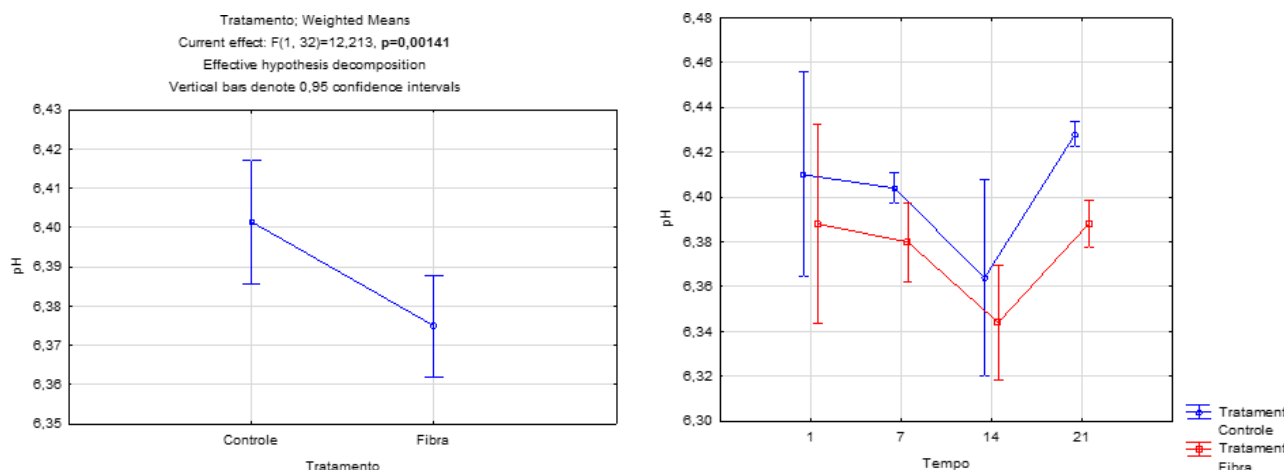 Tratamento; Weighted Means
Current effect: F(1, 32)=12,213, p=0,00141
Effective hypothesis decomposition
Vertical bars denote 0,95 confidence intervals
6,43
6,42
6,41
6,40
6,39
6,38
6,37
6,36
6,35
pH
Controle Fibra
Tratamento
6,48
6,46
6,44
6,42
6,40
6,38
6,36
6,34
6,32
6,30
pH
1 7 14 21
Tempo
Tratament
Controle
Tratament
Fibra